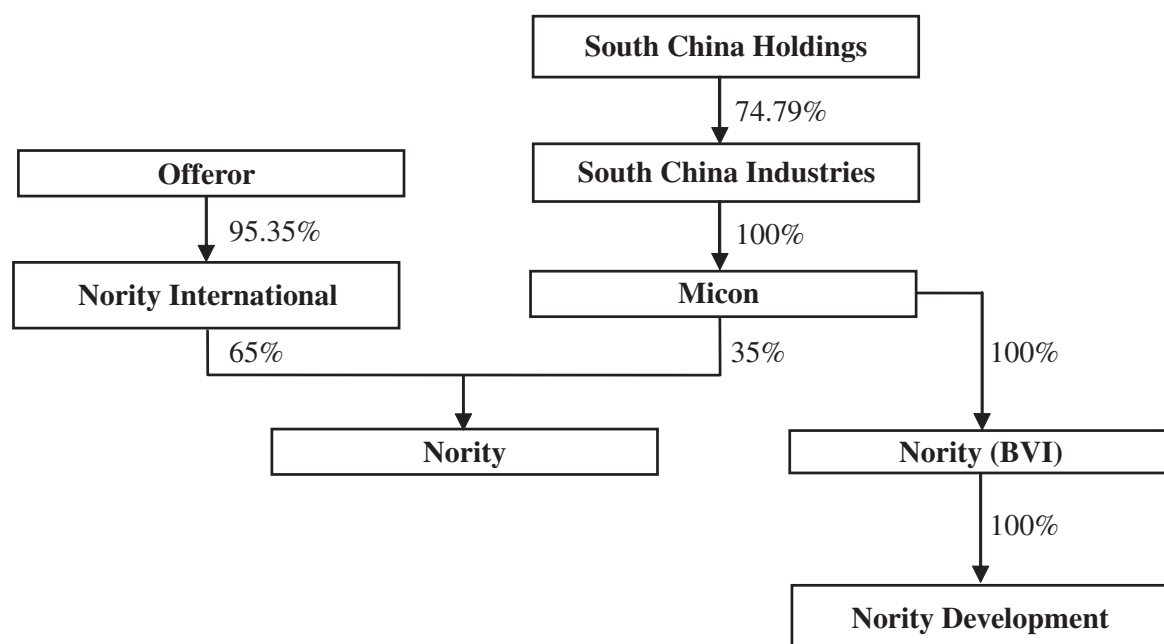 South China Holdings
74.79%
Offeror
South China Industries
95.35%
100%
Nority International
Micon
65%
35%
100%
Nority
Nority (BVI)
100%
Nority Development